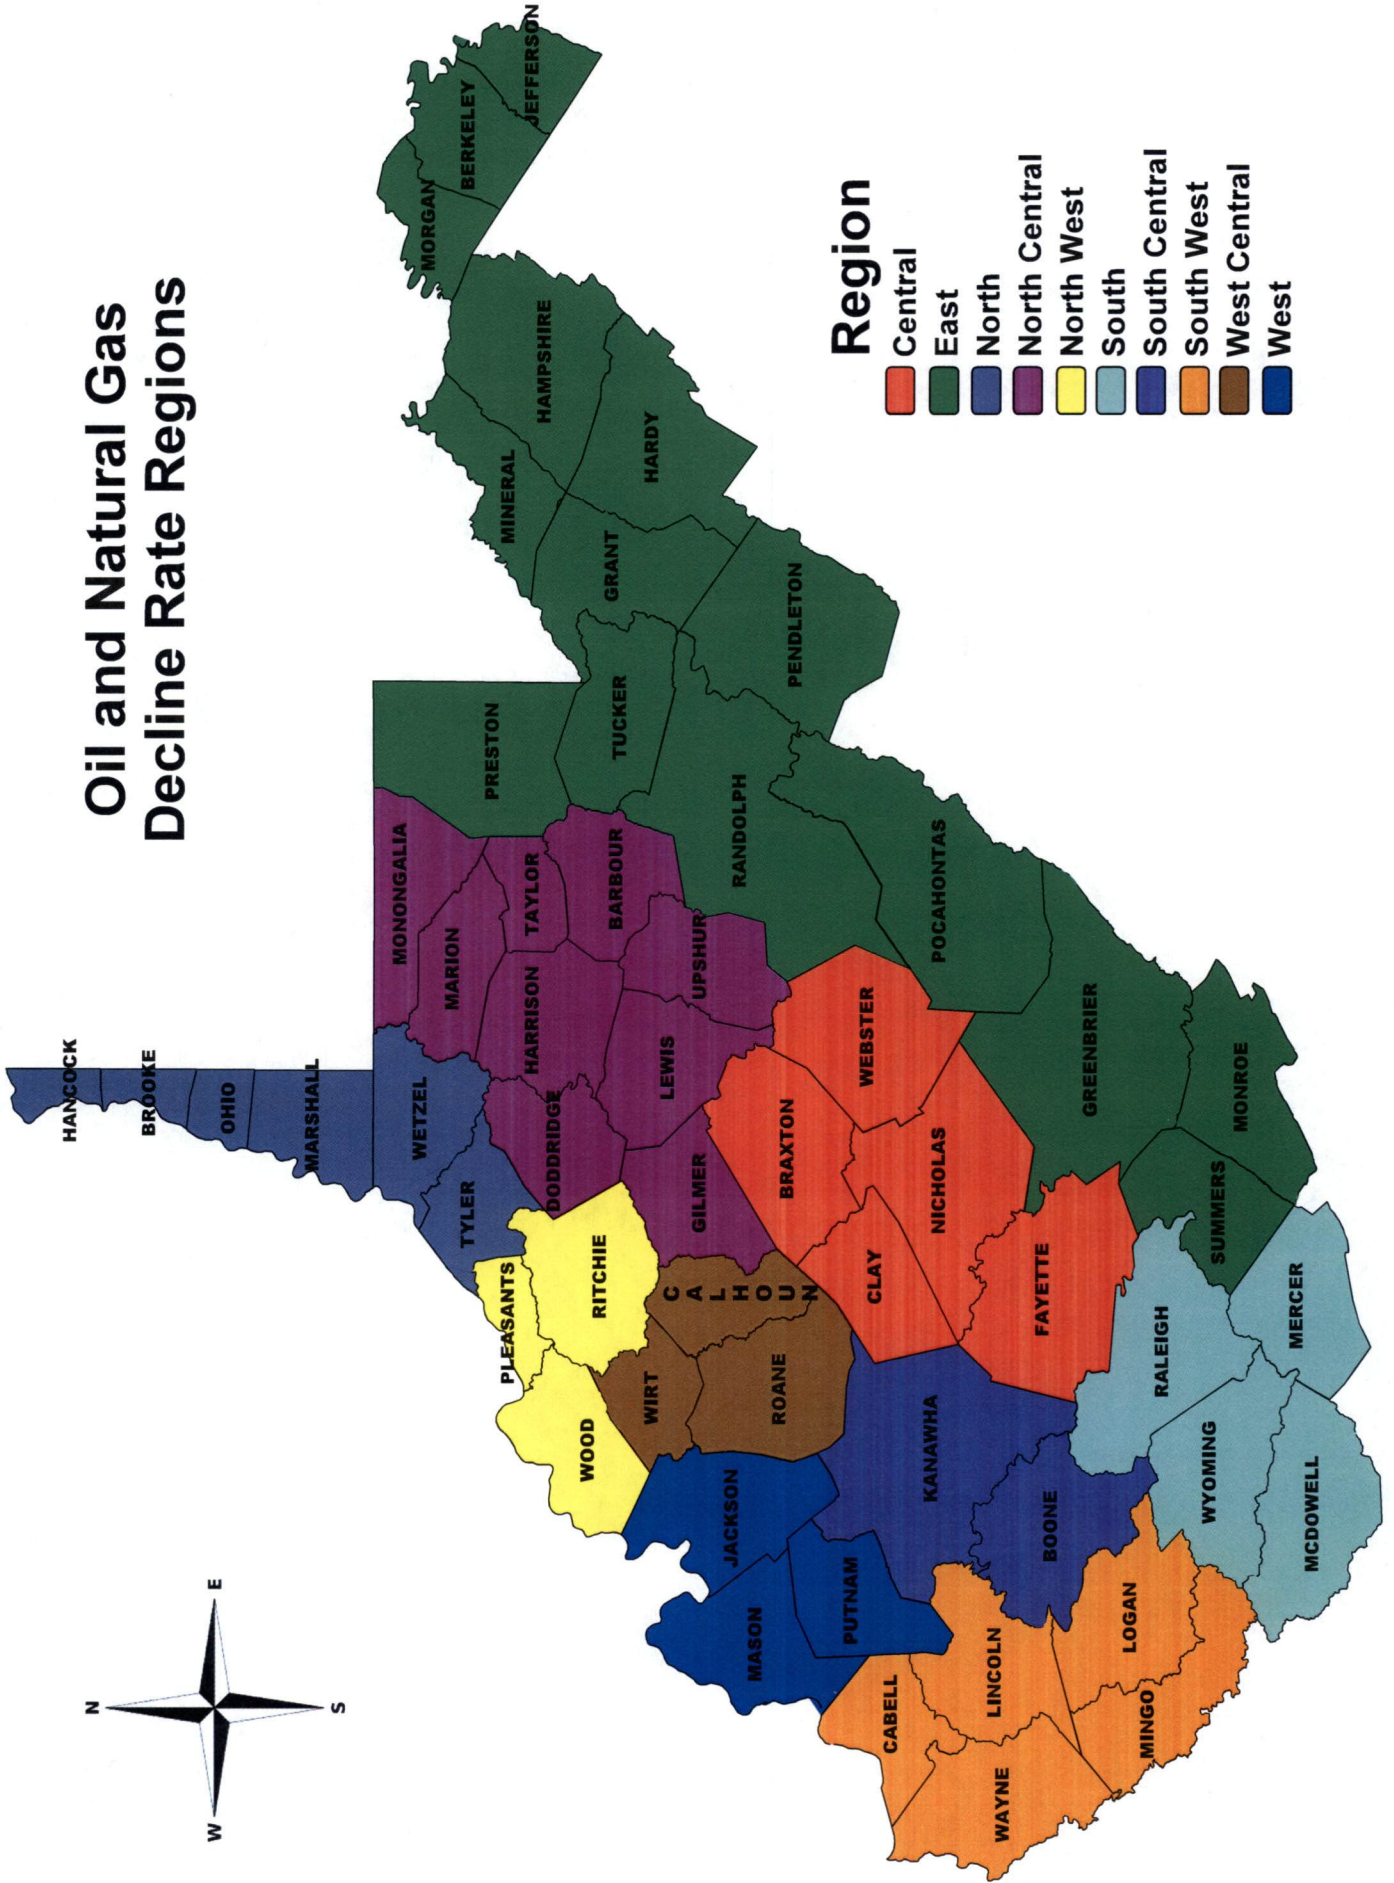 Oil and Natural Gas
Decline Rate Regions
N
W
E
S
HANCOCK
BROOKE
OHIO
MARSHALL
WETZEL
TYLER
PLEASANTS
WOOD
RITCHIE
DODDRIDGE
MONONGALIA
MARION
HARRISON
TAYLOR
BARBOUR
UPSHUR
LEWIS
GILMER
CALHOUN
WIRT
ROANE
JACKSON
MASON
PUTNAM
CABELL
WAYNE
LINCOLN
LOGAN
MINGO
BOONE
KANAWHA
CLAY
BRAXTON
WEBSTER
NICHOLAS
FAYETTE
RALEIGH
WYOMING
MCDOWELL
MERCER
SUMMERS
MONROE
GREENBRIER
POCAHONTAS
RANDOLPH
TUCKER
PRESTON
PENDLETON
GRANT
MINERAL
HARDY
HAMPSHIRE
MORGAN
BERKELEY
JEFFERSON
Region
Central
East
North
North Central
North West
South
South Central
South West
West Central
West